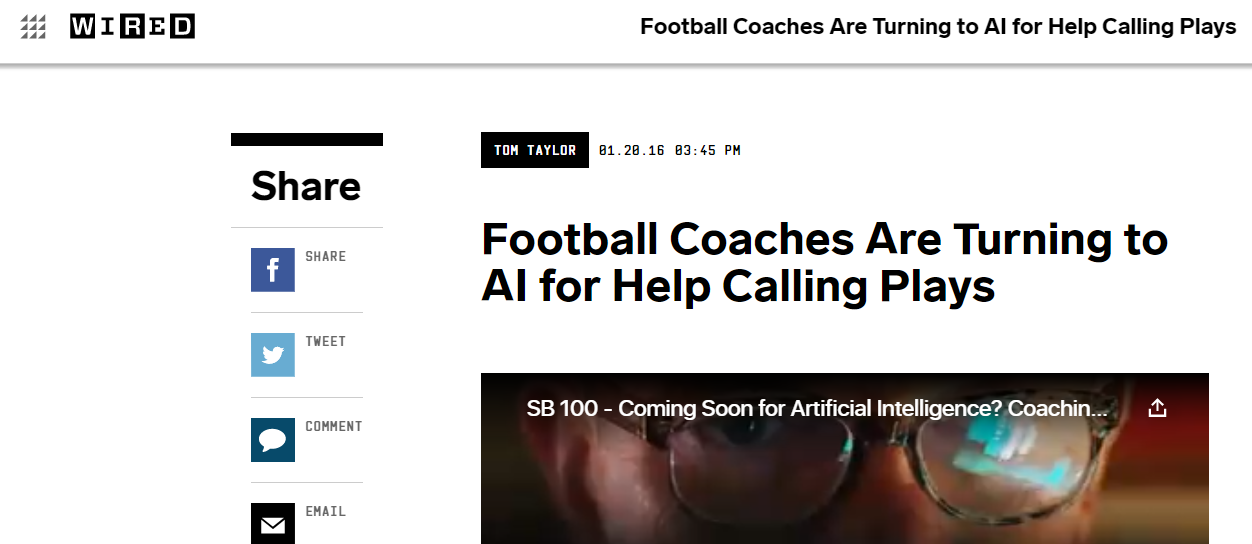 WIRED
Football Coaches Are Turning to AI for Help Calling Plays
TOM TAYLOR 01.20.16 03:45 PM
Share
SHARE
TWEET
COMMENT
EMAIL
Football Coaches Are Turning to
AI for Help Calling Plays
SB 100 - Coming Soon for Artificial Intelligence? Coachin...